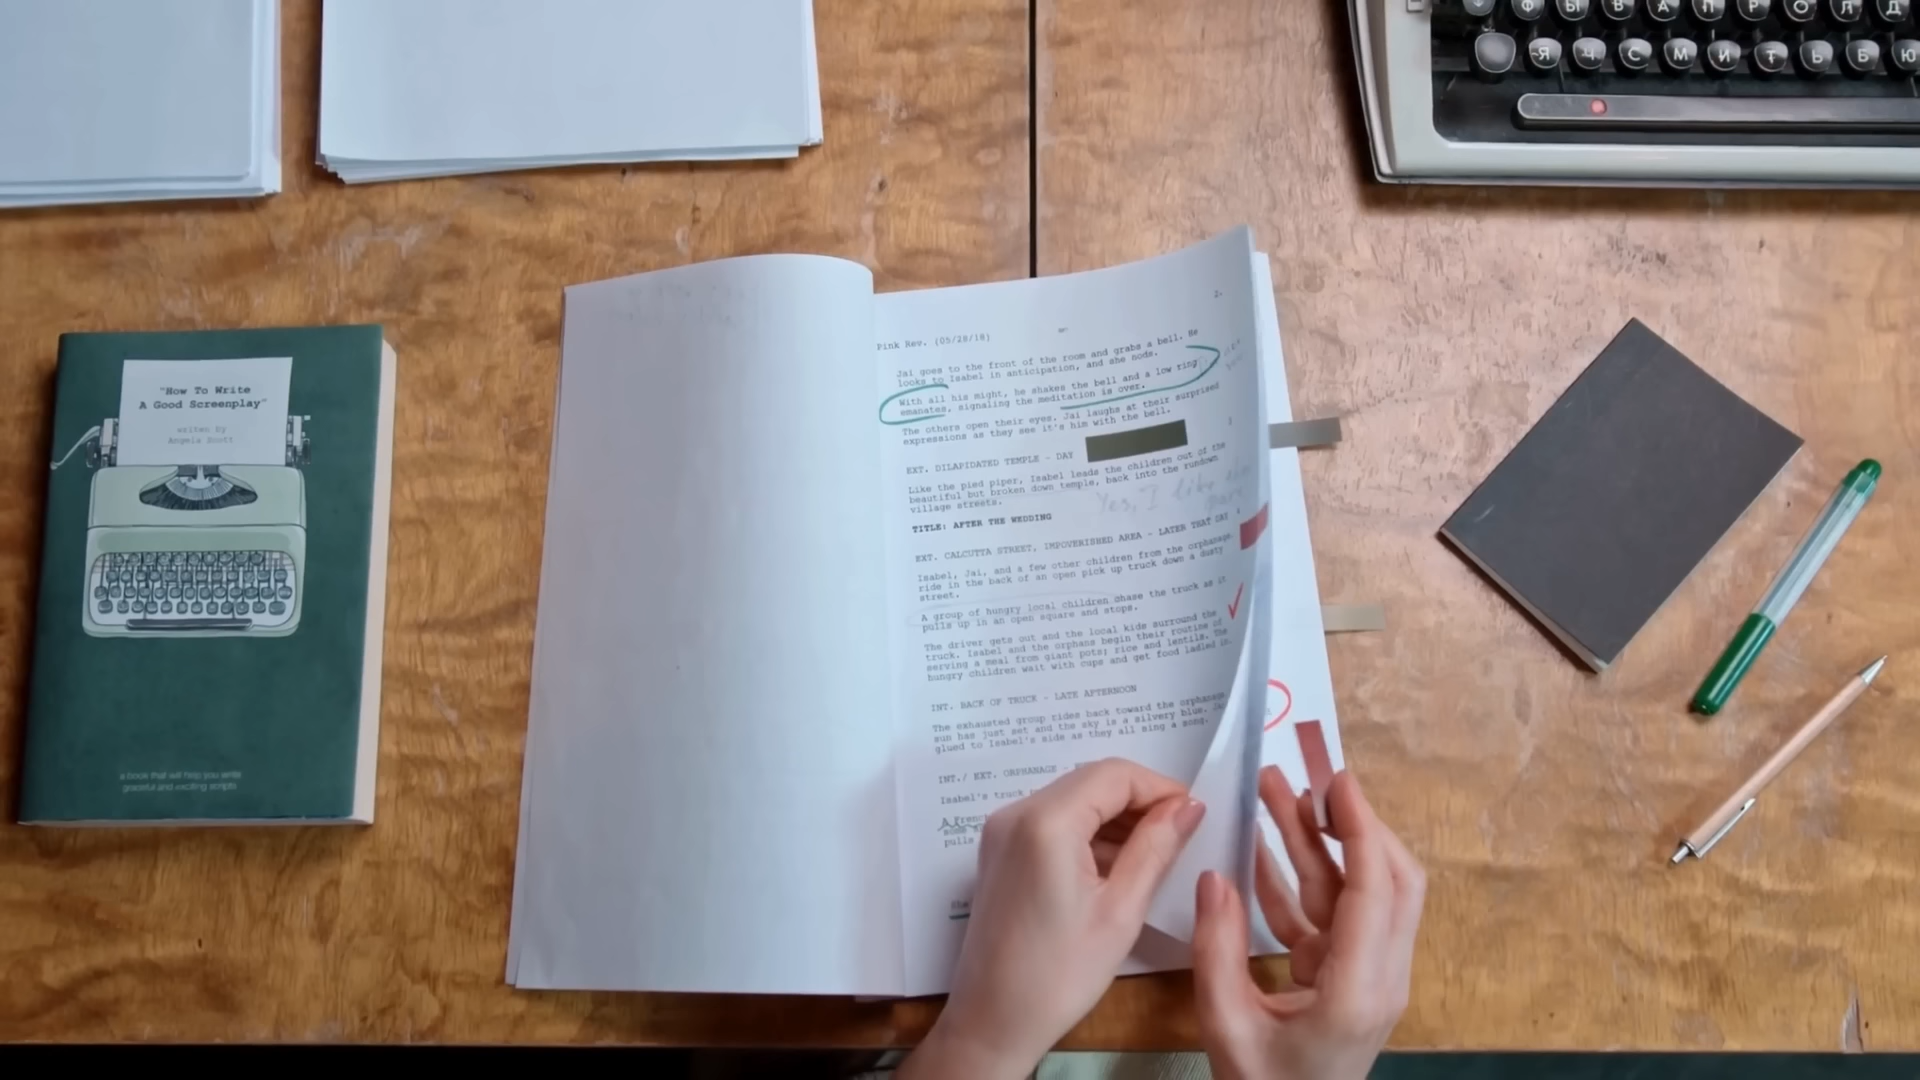 "How To Write
A Good Screenplay"
written by
Angela Scott
a book that will help you write
graceful and exciting scripts
2.
Pink Rev. (05/28/18)
Jai goes to the front of the room and grabs a bell. He
looks to Isabel in anticipation, and she nods.
With all his might, he shakes the bell and a low ring
emanates, signaling the meditation is over.
The others open their eyes. Jai laughs at their surprised
expressions as they see it's him with the bell.
EXT. DILAPIDATED TEMPLE - DAY
Like the pied piper, Isabel leads the children out of the
beautiful but broken down temple, back into the rundown
village streets.
Yes, I like
TITLE: AFTER THE WEDDING
EXT. CALCUTTA STREET, IMPOVERISHED AREA - LATER THAT DAY
Isabel, Jai, and a few other children from the orphanage
ride in the back of an open pick up truck down a dusty
street.
A group of hungry local children chase the truck as it
pulls up in an open square and stops.
The driver gets out and the local kids surround the
truck. Isabel and the orphans begin their routine of
serving a meal from giant pots; rice and lentils. The
hungry children wait with cups and get food ladled in.
INT. BACK OF TRUCK - LATE AFTERNOON
The exhausted group rides back toward the orphanage.
sun has just set and the sky is a silvery blue.
glued to Isabel's side as they all sing a song.
INT./ EXT. ORPHANAGE -
Isabel's truck
A French
some
pulls
the
Ф Ы В А П Р О Л Д
Я Ч С М И Т Ь Б Ю